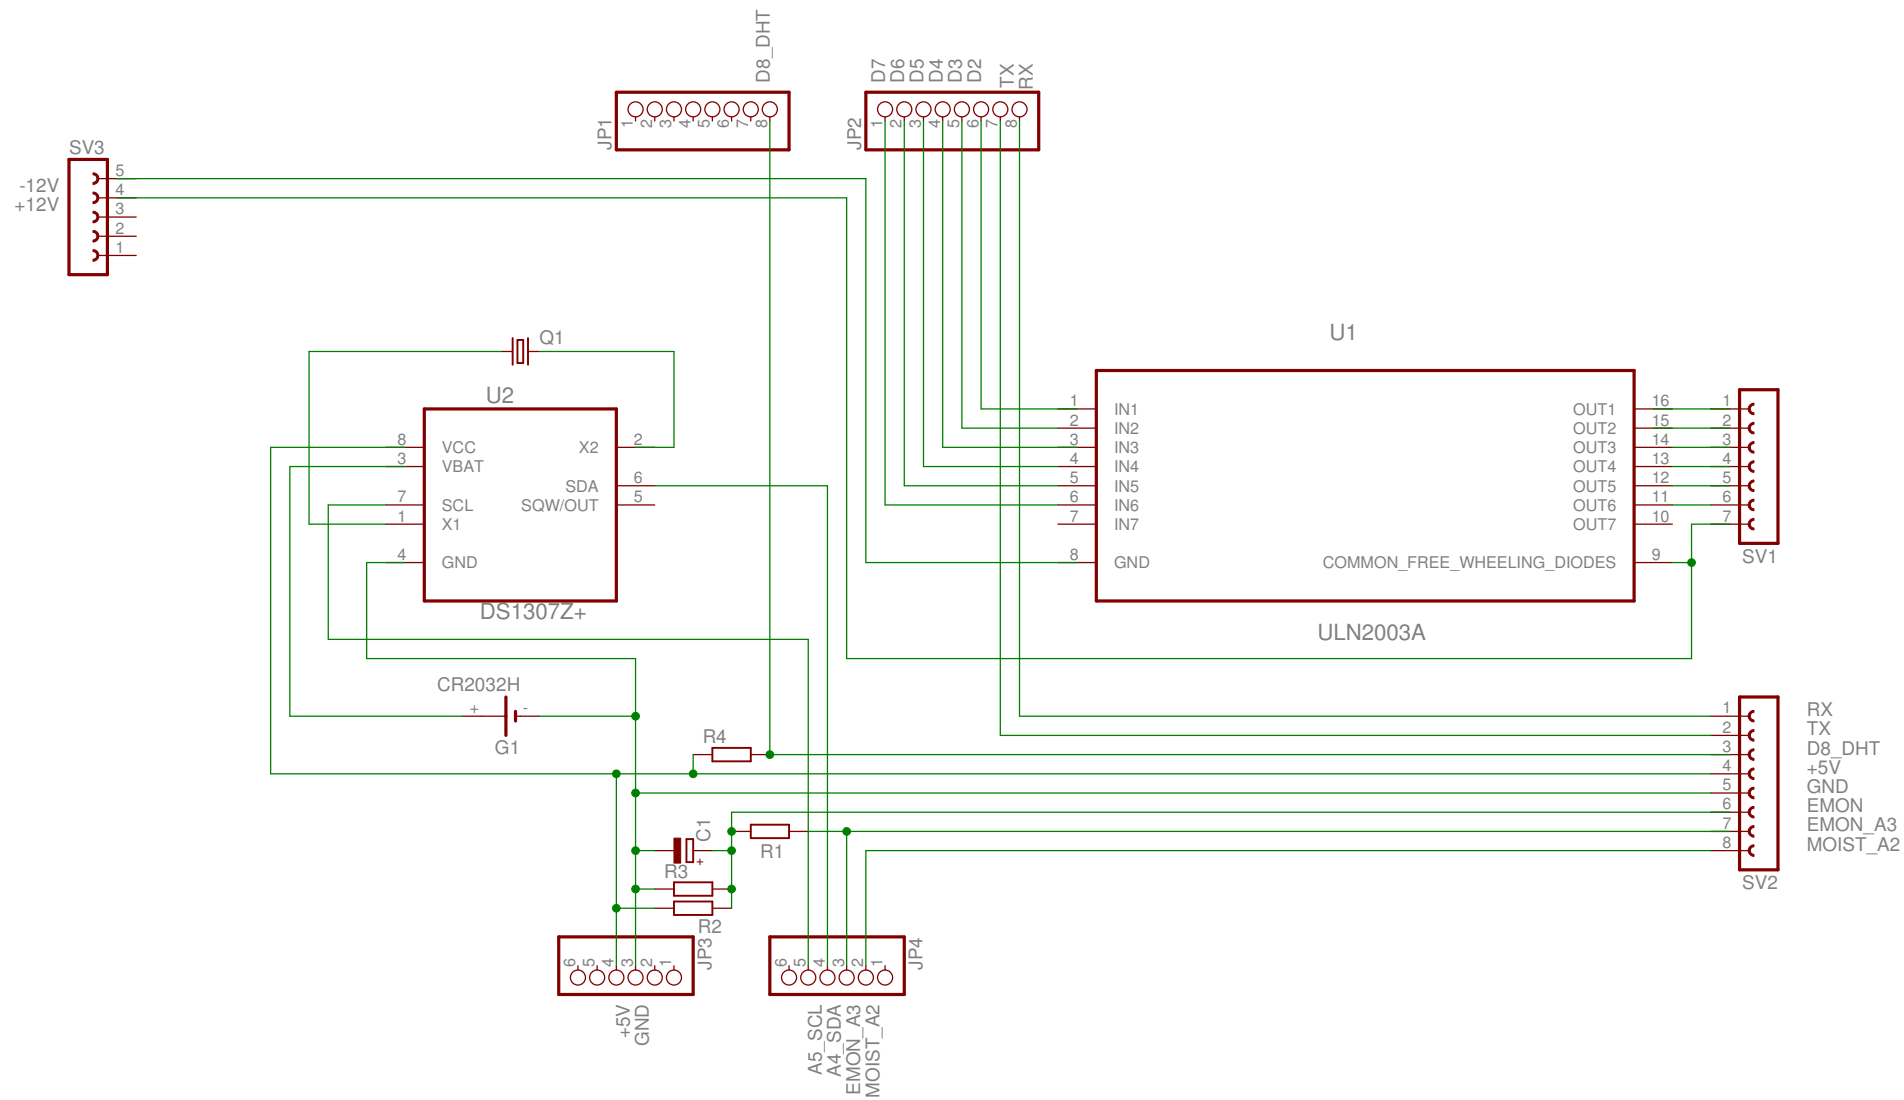 D8_DHT
JP1
1 2 3 4 5 6 7 8
D7 D6 D5 D4 D3 D2 TX RX
JP2
1 2 3 4 5 6 7 8
SV3
-12V
+12V
5
4
3
2
1
Q1
U2
8 VCC
3 VBAT
7 SCL
1 X1
4 GND
X2 2
SDA 6
SQW/OUT 5
DS1307Z+
U1
1 IN1
2 IN2
3 IN3
4 IN4
5 IN5
6 IN6
7 IN7
8 GND
OUT1 16
OUT2 15
OUT3 14
OUT4 13
OUT5 12
OUT6 11
OUT7 10
COMMON_FREE_WHEELING_DIODES 9
ULN2003A
1
2
3
4
5
6
7
SV1
CR2032H
+ -
G1
R4
C1
+
R1
R3
R2
1 RX
2 TX
3 D8_DHT
4 +5V
5 GND
6 EMON
7 EMON_A3
8 MOIST_A2
SV2
JP3
6 5 4 3 2 1
+5V
GND
JP4
6 5 4 3 2 1
A5_SCL
A4_SDA
EMON_A3
MOIST_A2